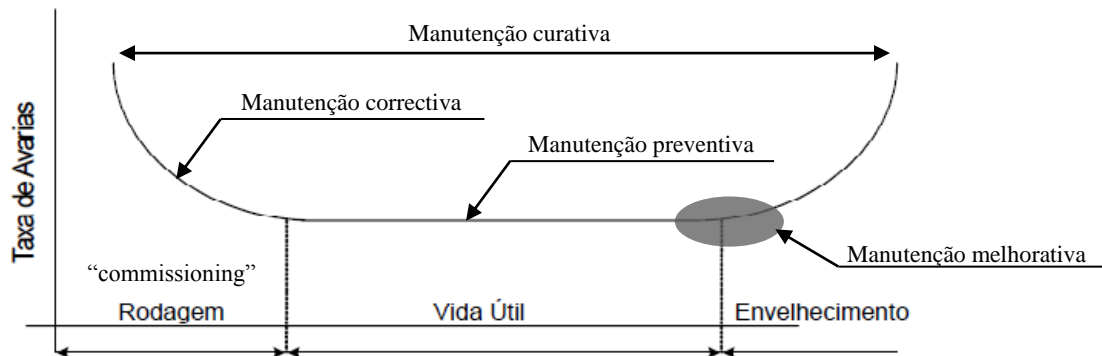 Manutenção curativa
Manutenção correctiva
Manutenção preventiva
Manutenção melhorativa
Taxa de Avarias
“commissioning”
Rodagem
Vida Útil
Envelhecimento